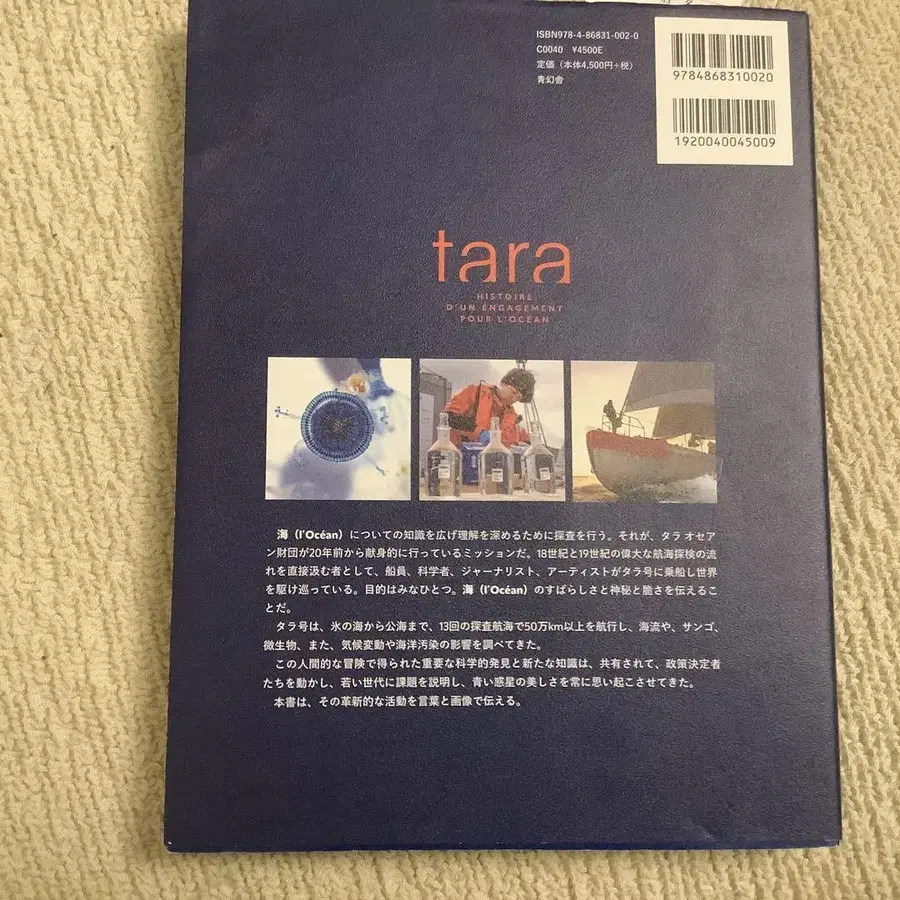 ISBN978-4-86831-002-0
C0040 ¥4500E
定価（本体4,500円+税）
青幻舎
9784868310020
1920040045009
tara
HISTOIRE
D'UN ENGAGEMENT
POUR L'OCÉAN
海（l'Océan）についての知識を広げ理解を深めるために探査を行う。それが、タラ オセア
ン財団が20年前から献身的に行っているミッションだ。18世紀と19世紀の偉大な航海探検の流
れを直接汲む者として、船員、科学者、ジャーナリスト、アーティストがタラ号に乗船し世界
を駆け巡っている。目的はみなひとつ。海（l'Océan）のすばらしさと神秘と脆さを伝えるこ
とだ。
タラ号は、氷の海から公海まで、13回の探査航海で50万km以上を航行し、海流や、サンゴ、
微生物、また、気候変動や海洋汚染の影響を調べてきた。
この人間的な冒険で得られた重要な科学的発見と新たな知識は、共有されて、政策決定者
たちを動かし、若い世代に課題を説明し、青い惑星の美しさを常に思い起こさせてきた。
本書は、その革新的な活動を言葉と画像で伝える。